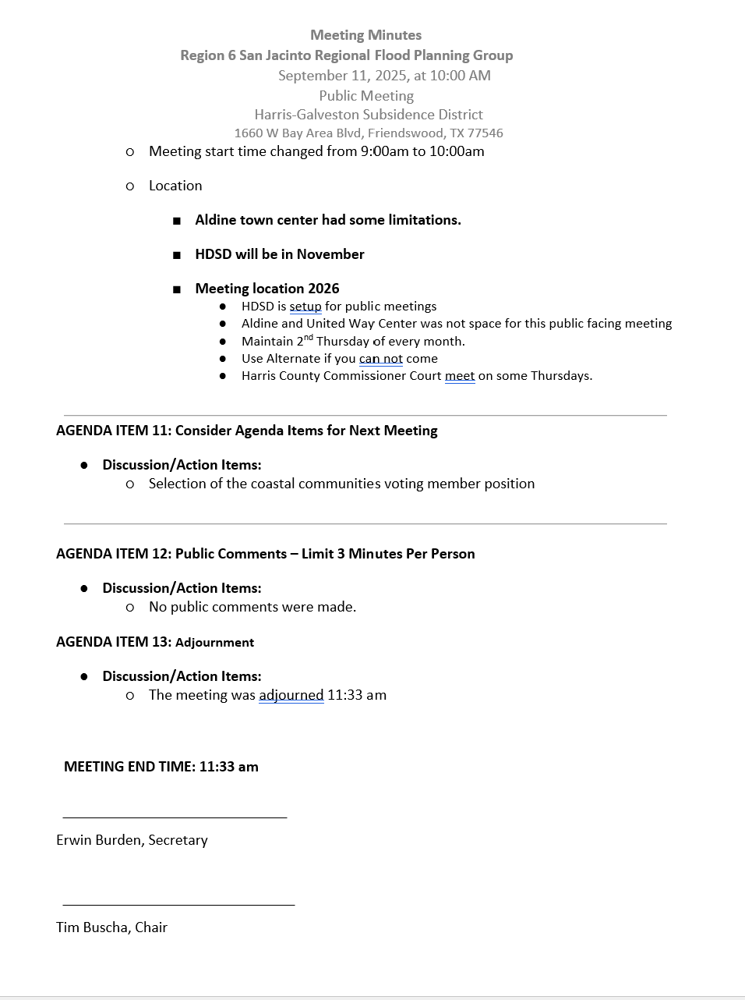 Meeting Minutes
Region 6 San Jacinto Regional Flood Planning Group
September 11, 2025, at 10:00 AM
Public Meeting
Harris-Galveston Subsidence District
1660 W Bay Area Blvd, Friendswood, TX 77546
o Meeting start time changed from 9:00am to 10:00am
o Location
■ Aldine town center had some limitations.
■ HDSD will be in November
■ Meeting location 2026
● HDSD is setup for public meetings
● Aldine and United Way Center was not space for this public facing meeting
● Maintain 2nd Thursday of every month.
● Use Alternate if you can not come
● Harris County Commissioner Court meet on some Thursdays.
AGENDA ITEM 11: Consider Agenda Items for Next Meeting
● Discussion/Action Items:
o Selection of the coastal communities voting member position
AGENDA ITEM 12: Public Comments – Limit 3 Minutes Per Person
● Discussion/Action Items:
o No public comments were made.
AGENDA ITEM 13: Adjournment
● Discussion/Action Items:
o The meeting was adjourned 11:33 am
MEETING END TIME: 11:33 am
Erwin Burden, Secretary
Tim Buscha, Chair